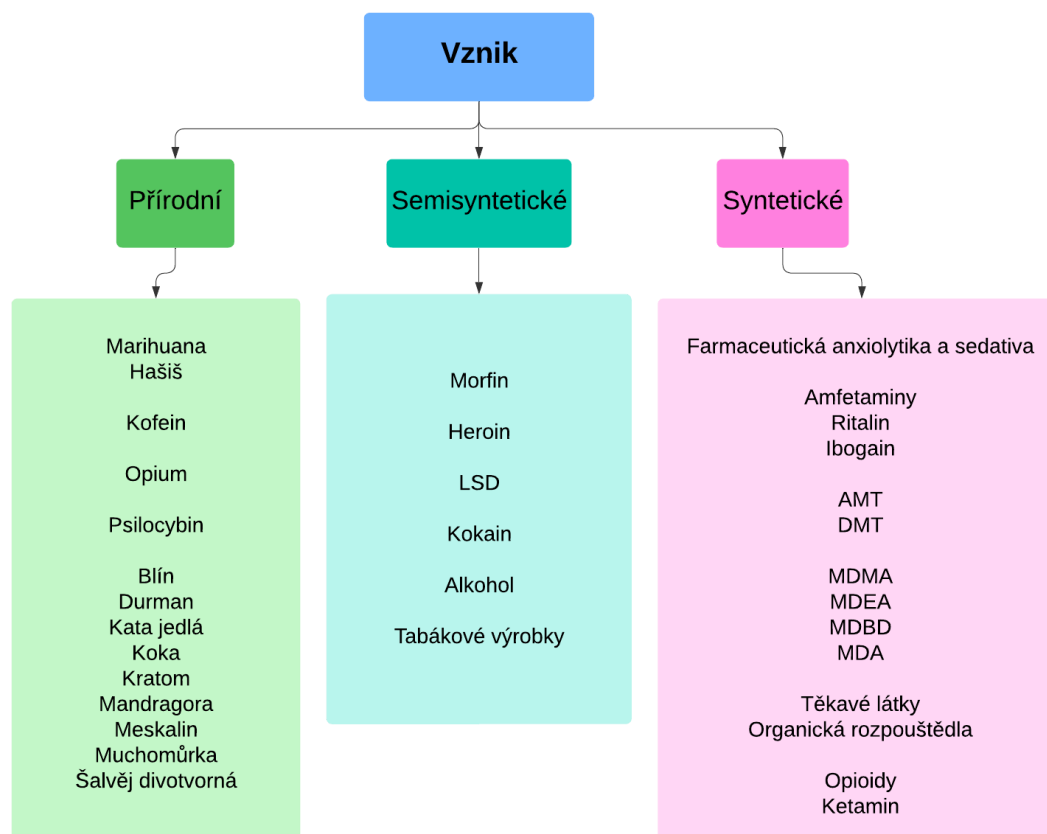 Vznik
Přírodní
Semisyntetické
Syntetické
Marihuana
Hašiš
Kofein
Opium
Psilocybin
Blín
Durman
Kata jedlá
Koka
Kratom
Mandragora
Meskalin
Muchomůrka
Šalvěj divotvorná
Morfin
Heroin
LSD
Kokain
Alkohol
Tabákové výrobky
Farmaceutická anxiolytika a sedativa
Amfetaminy
Ritalin
Ibogain
AMT
DMT
MDMA
MDEA
MDBD
MDA
Těkavé látky
Organická rozpouštědla
Opioidy
Ketamin